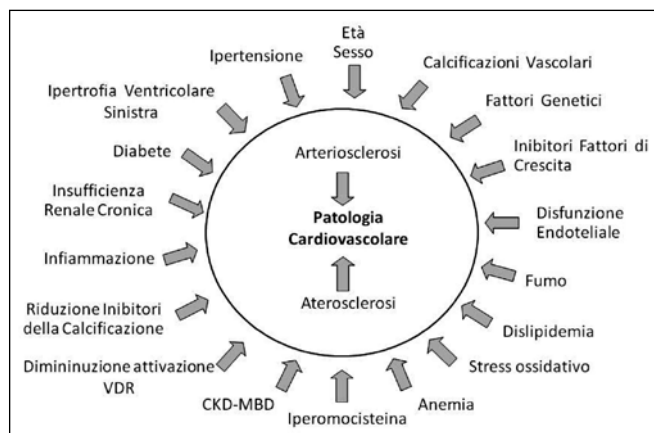 Età
Sesso
Ipertensione
Calcificazioni Vascolari
Ipertrofia Ventricolare
Sinistra
Fattori Genetici
Diabete
Arteriosclerosi
Inibitori Fattori di
Crescita
Insufficienza
Renale Cronica
Patologia
Cardiovascolare
Disfunzione
Endoteliale
Infiammazione
Fumo
Riduzione Inibitori
della Calcificazione
Aterosclerosi
Dislipidemia
Dimininuzione attivazione
VDR
Stress ossidativo
CKD-MBD
Iperomocisteina
Anemia